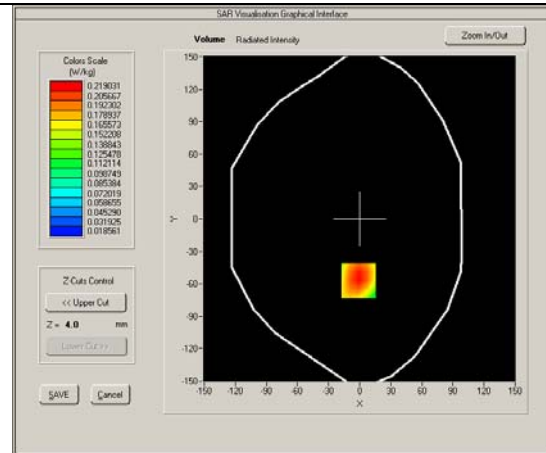 SAR Visualisation Graphical Interface
Volume Radiated Intensity
Zoom In/Out
Colors Scale
(W/kg)
0.219031
0.205667
0.192302
0.178937
0.165573
0.152208
0.138843
0.125478
0.112114
0.098749
0.085384
0.072019
0.058655
0.045290
0.031925
0.018561
Z Cuts Control
<< Upper Cut
Z = 4.0 mm
Lower Cut >>
SAVE Cancel
150
120
90
60
30
0
-30
-60
-90
-120
-150
Y
-150 -120 -90 -60 -30 0 30 60 90 120 150
X